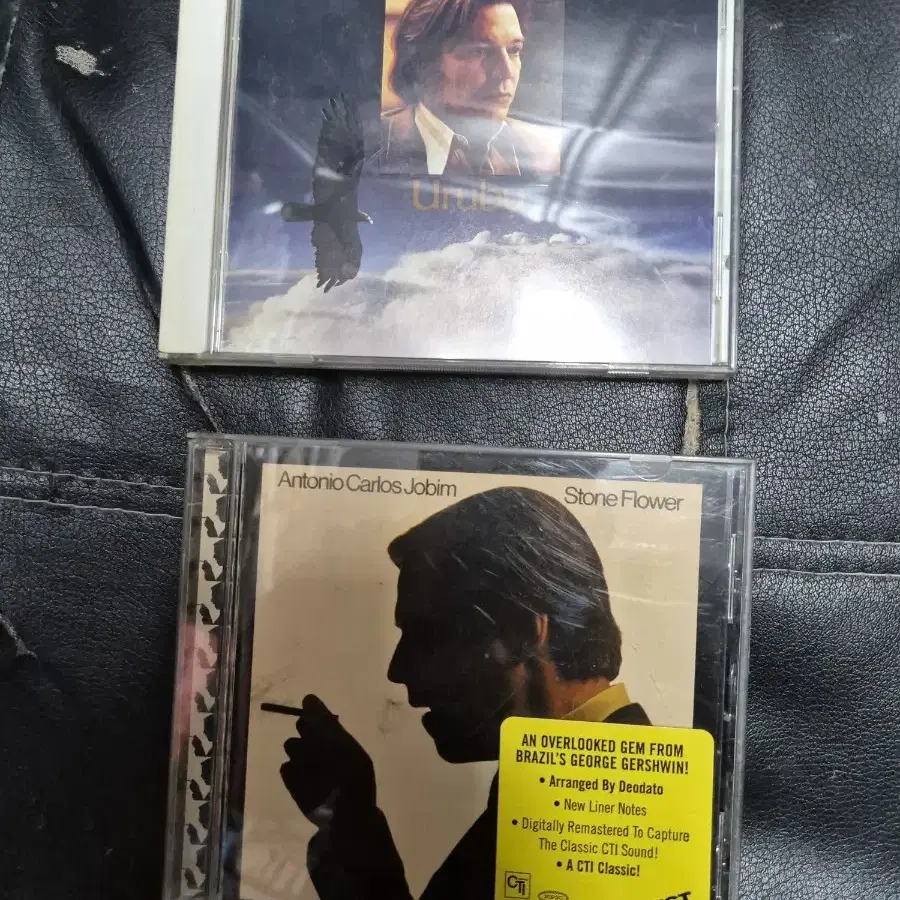 Urubu
Antonio Carlos Jobim
Stone Flower
AN OVERLOOKED GEM FROM
BRAZIL'S GEORGE GERSHWIN!
• Arranged By Deodato
• New Liner Notes
• Digitally Remastered To Capture
The Classic CTI Sound!
• A CTI Classic!
CTI